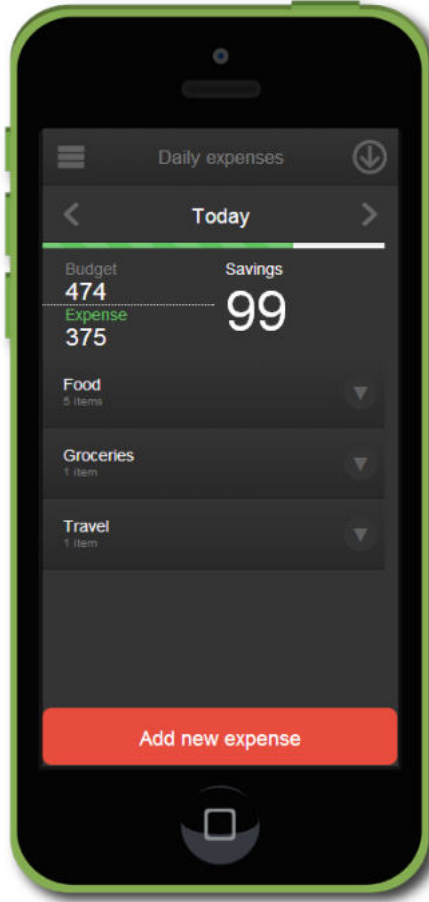 Daily expenses
Today
Budget
474
Expense
375
Savings
99
Food
5 items
Groceries
1 item
Travel
1 item
Add new expense